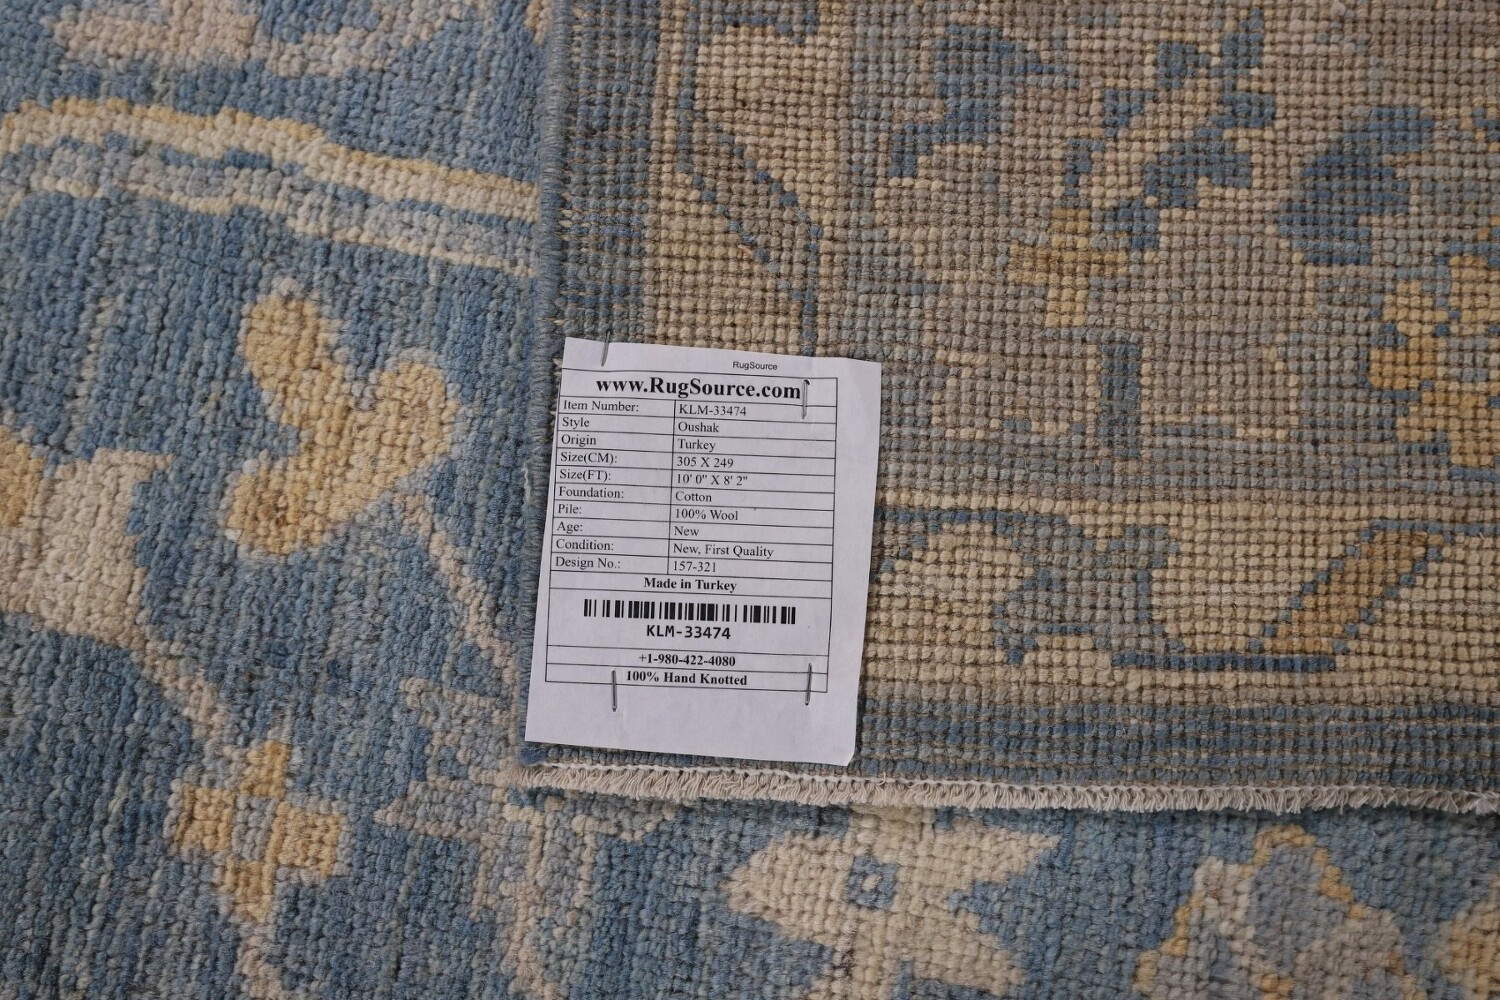 RugSource
www.RugSource.com
Item Number: KLM-33474
Style Oushak
Origin Turkey
Size(CM): 305 X 249
Size(FT): 10' 0" X 8' 2"
Foundation: Cotton
Pile: 100% Wool
Age: New
Condition: New, First Quality
Design No.: 157-321
Made in Turkey
KLM-33474
+1-980-422-4080
100% Hand Knotted